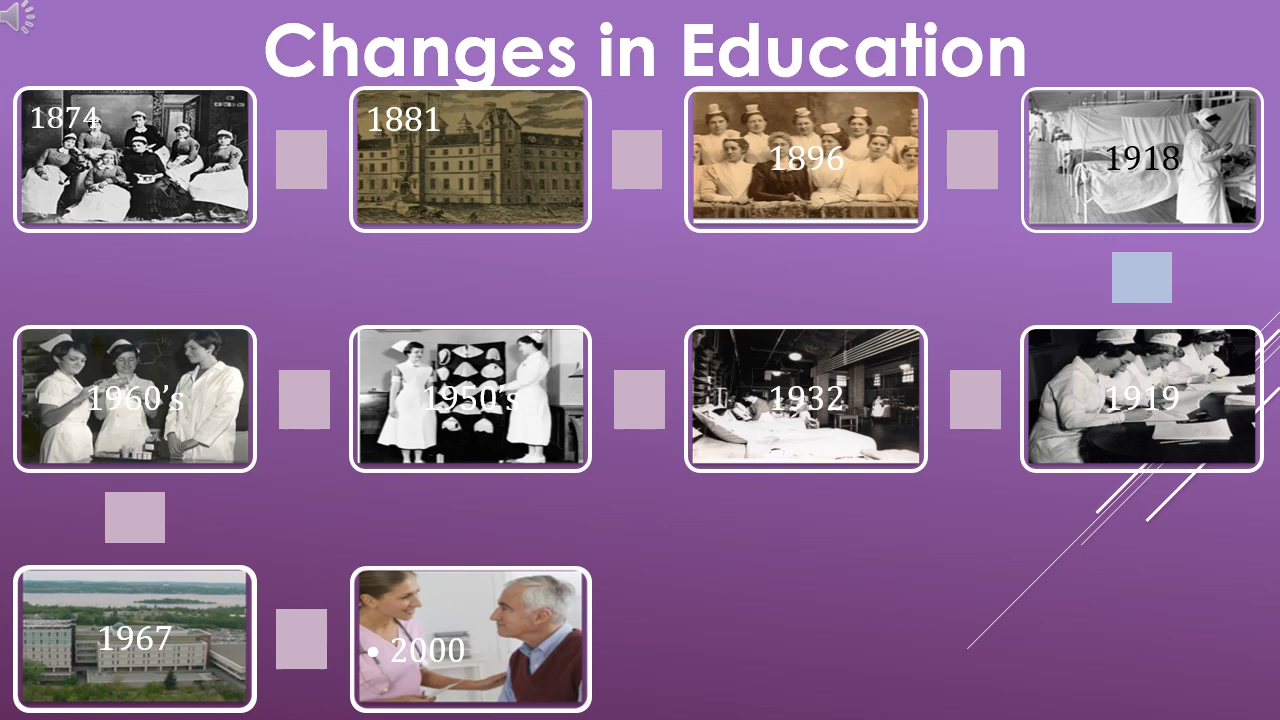 Changes in Education
1874
1881
1896
1918
1919
1932
1950’s
1960’s
1967
• 2000